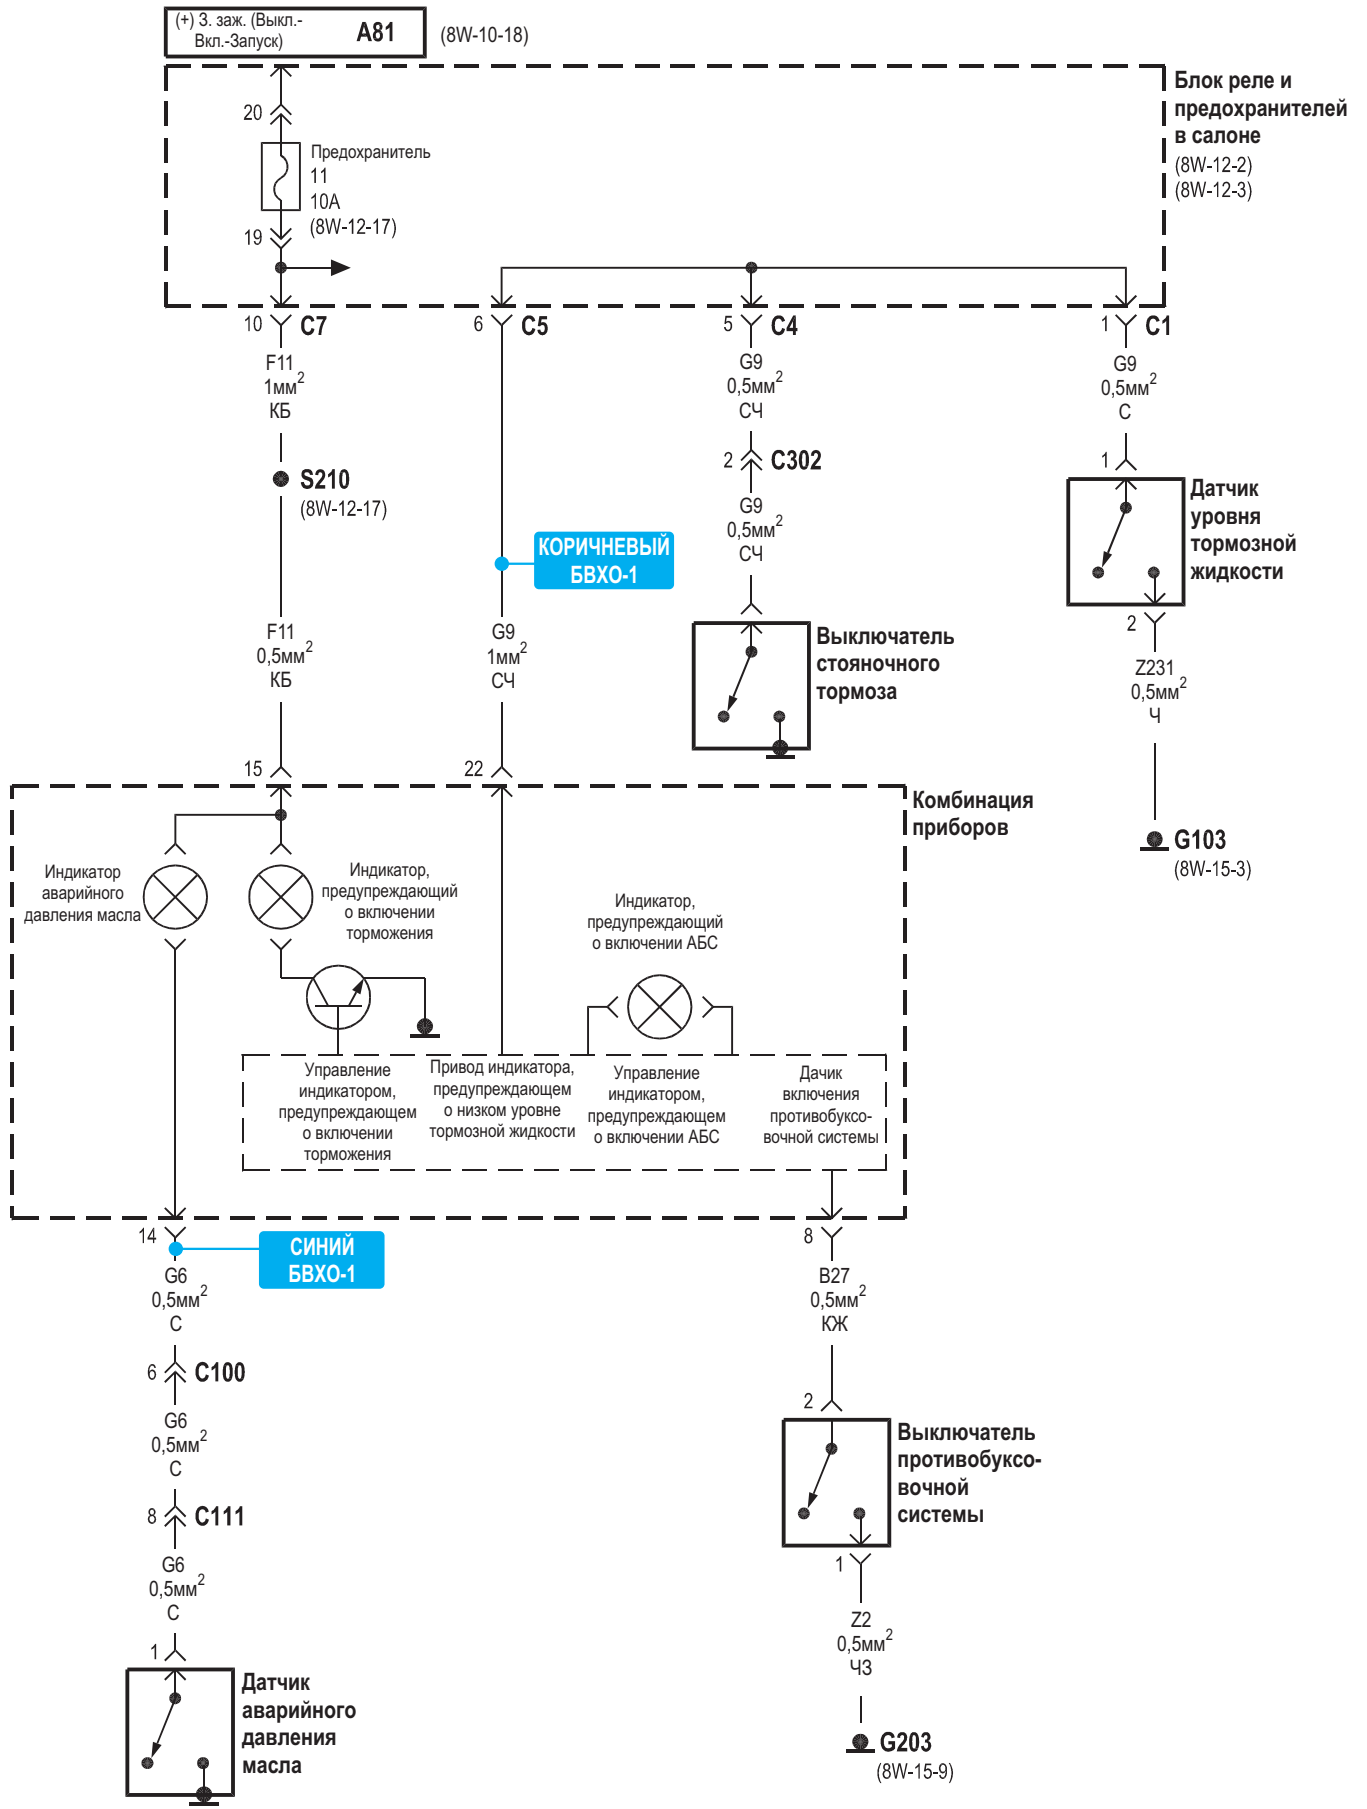 (+) З. заж. (Выкл.-
Вкл.-Запуск)
A81
(8W-10-18)
Блок реле и
предохранителей
в салоне
(8W-12-2)
(8W-12-3)
20
Предохранитель
11
10А
(8W-12-17)
19
10 C7
6 C5
5 C4
1 C1
F11
1мм2
КБ
G9
0,5мм2
СЧ
G9
0,5мм2
С
S210
(8W-12-17)
2 C302
G9
0,5мм2
СЧ
1
Датчик
уровня
тормозной
жидкости
КОРИЧНЕВЫЙ
БВХО-1
2
F11
0,5мм2
КБ
G9
1мм2
СЧ
Выключатель
стояночного
тормоза
Z231
0,5мм2
Ч
15
22
G103
(8W-15-3)
Комбинация
приборов
Индикатор
аварийного
давления масла
Индикатор,
предупреждающий
о включении
торможения
Индикатор,
предупреждающий
о включении АБС
Управление
индикатором,
предупреждающем
о включении
торможения
Привод индикатора,
предупреждающем
о низком уровне
тормозной жидкости
Управление
индикатором,
предупреждающем
о включении АБС
Дачик
включения
противобуксо-
вочной системы
14
8
СИНИЙ
БВХО-1
G6
0,5мм2
С
B27
0,5мм2
КЖ
6 C100
G6
0,5мм2
С
2
Выключатель
противобуксо-
вочной
системы
8 C111
1
G6
0,5мм2
С
Z2
0,5мм2
ЧЗ
1
Датчик
аварийного
давления
масла
G203
(8W-15-9)